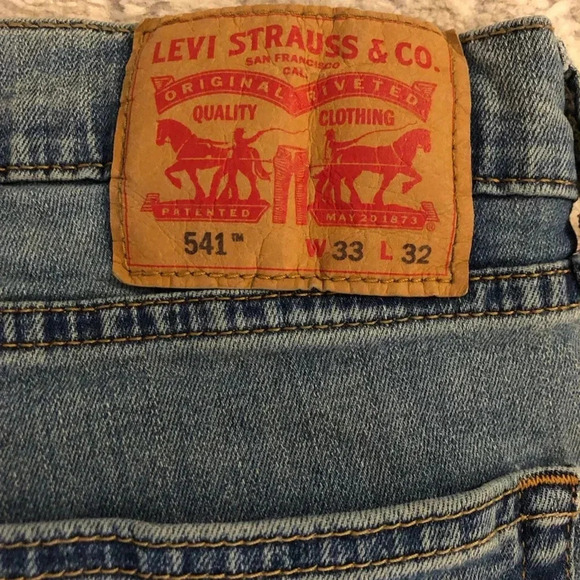 LEVI STRAUSS & CO.
SAN FRANCISCO
CAL.
ORIGINAL RIVETED
QUALITY CLOTHING
PATENTED MAY 20 1873
541™ W 33 L 32